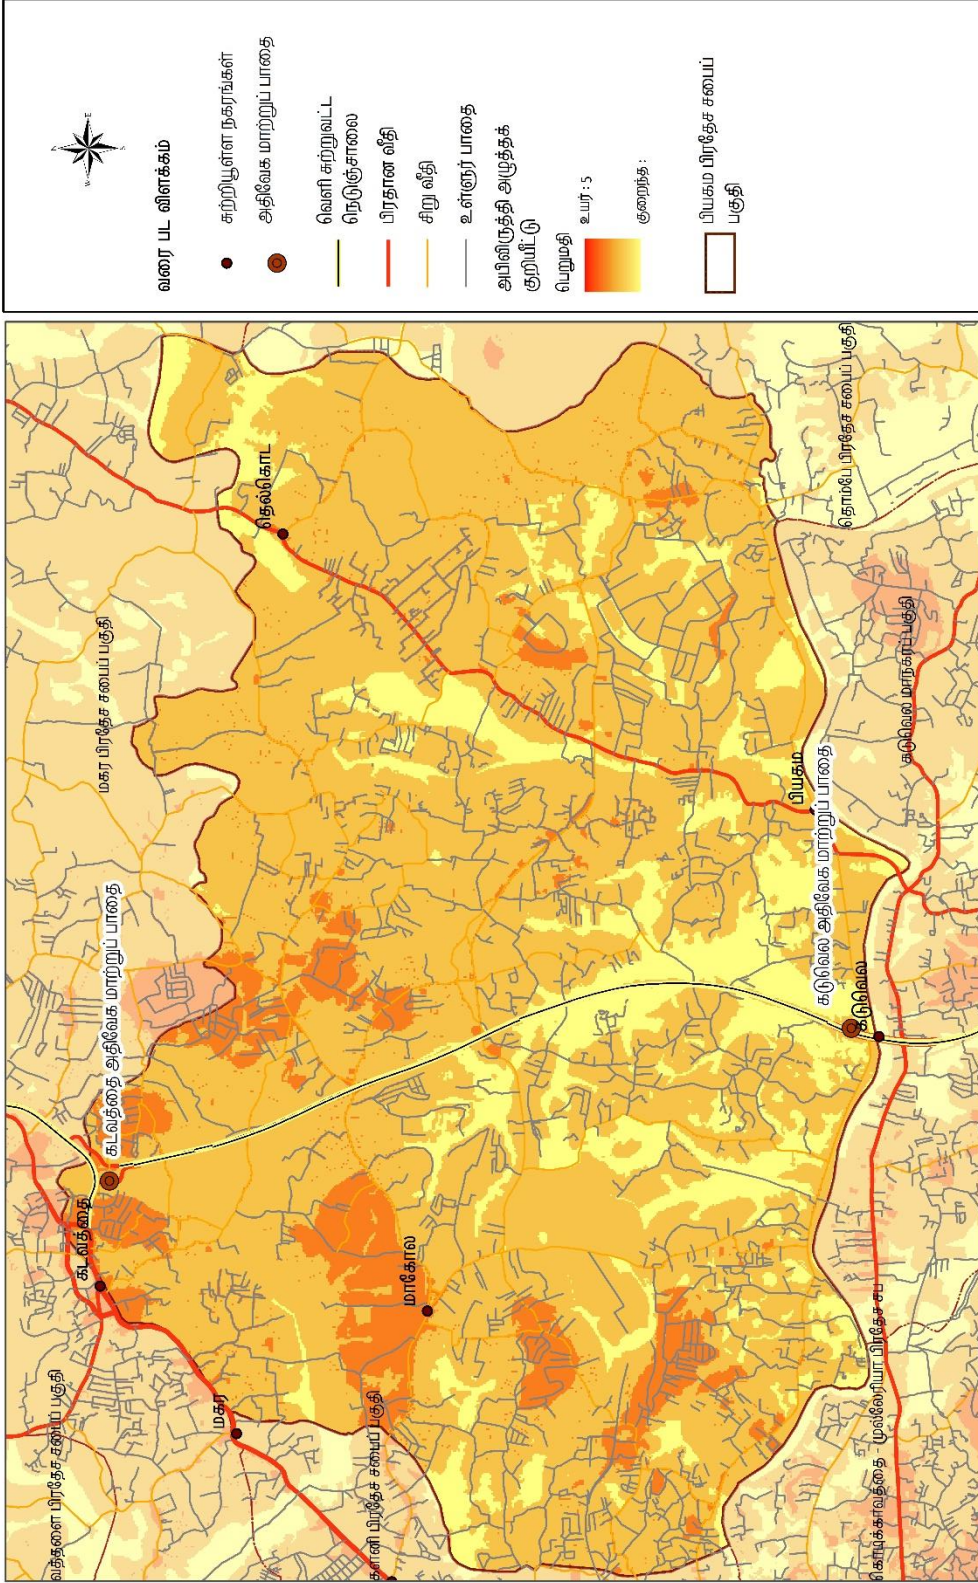 வரை பட விளக்கம்
சுற்றியுள்ள நகரங்கள்
அதிவேக மாற்றுப் பாதை
வெளி சுற்றுவட்ட
நெடுஞ்சாலை
பிரதான வீதி
சிறு வீதி
உள்ளுர் பாதை
அபிவிருத்தி அழுத்தக்
குறியீட்டு
பெறுமதி
உயர் : 5
குறைந்த :
பியகம பிரதேச சபைப்
பகுதி
N
W
E
S
மகர பிரதேச சபைப் பகுதி
தெல்கொட
கடவத்தை அதிவேக மாற்றுப் பாதை
கடவத்தை
மகர
மாகோல
வத்தளை பிரதேச சபைப் பகுதி
களனி பிரதேச சபைப் பகுதி
பியகம
கடுவெல அதிவேக மாற்றுப் பாதை
கடுவெல
தொம்பே பிரதேச சபைப் பகுதி
கடுவெல மாநகரப் பகுதி
கொடிகாவத்தை - முல்லேரியா பிரதேச சப